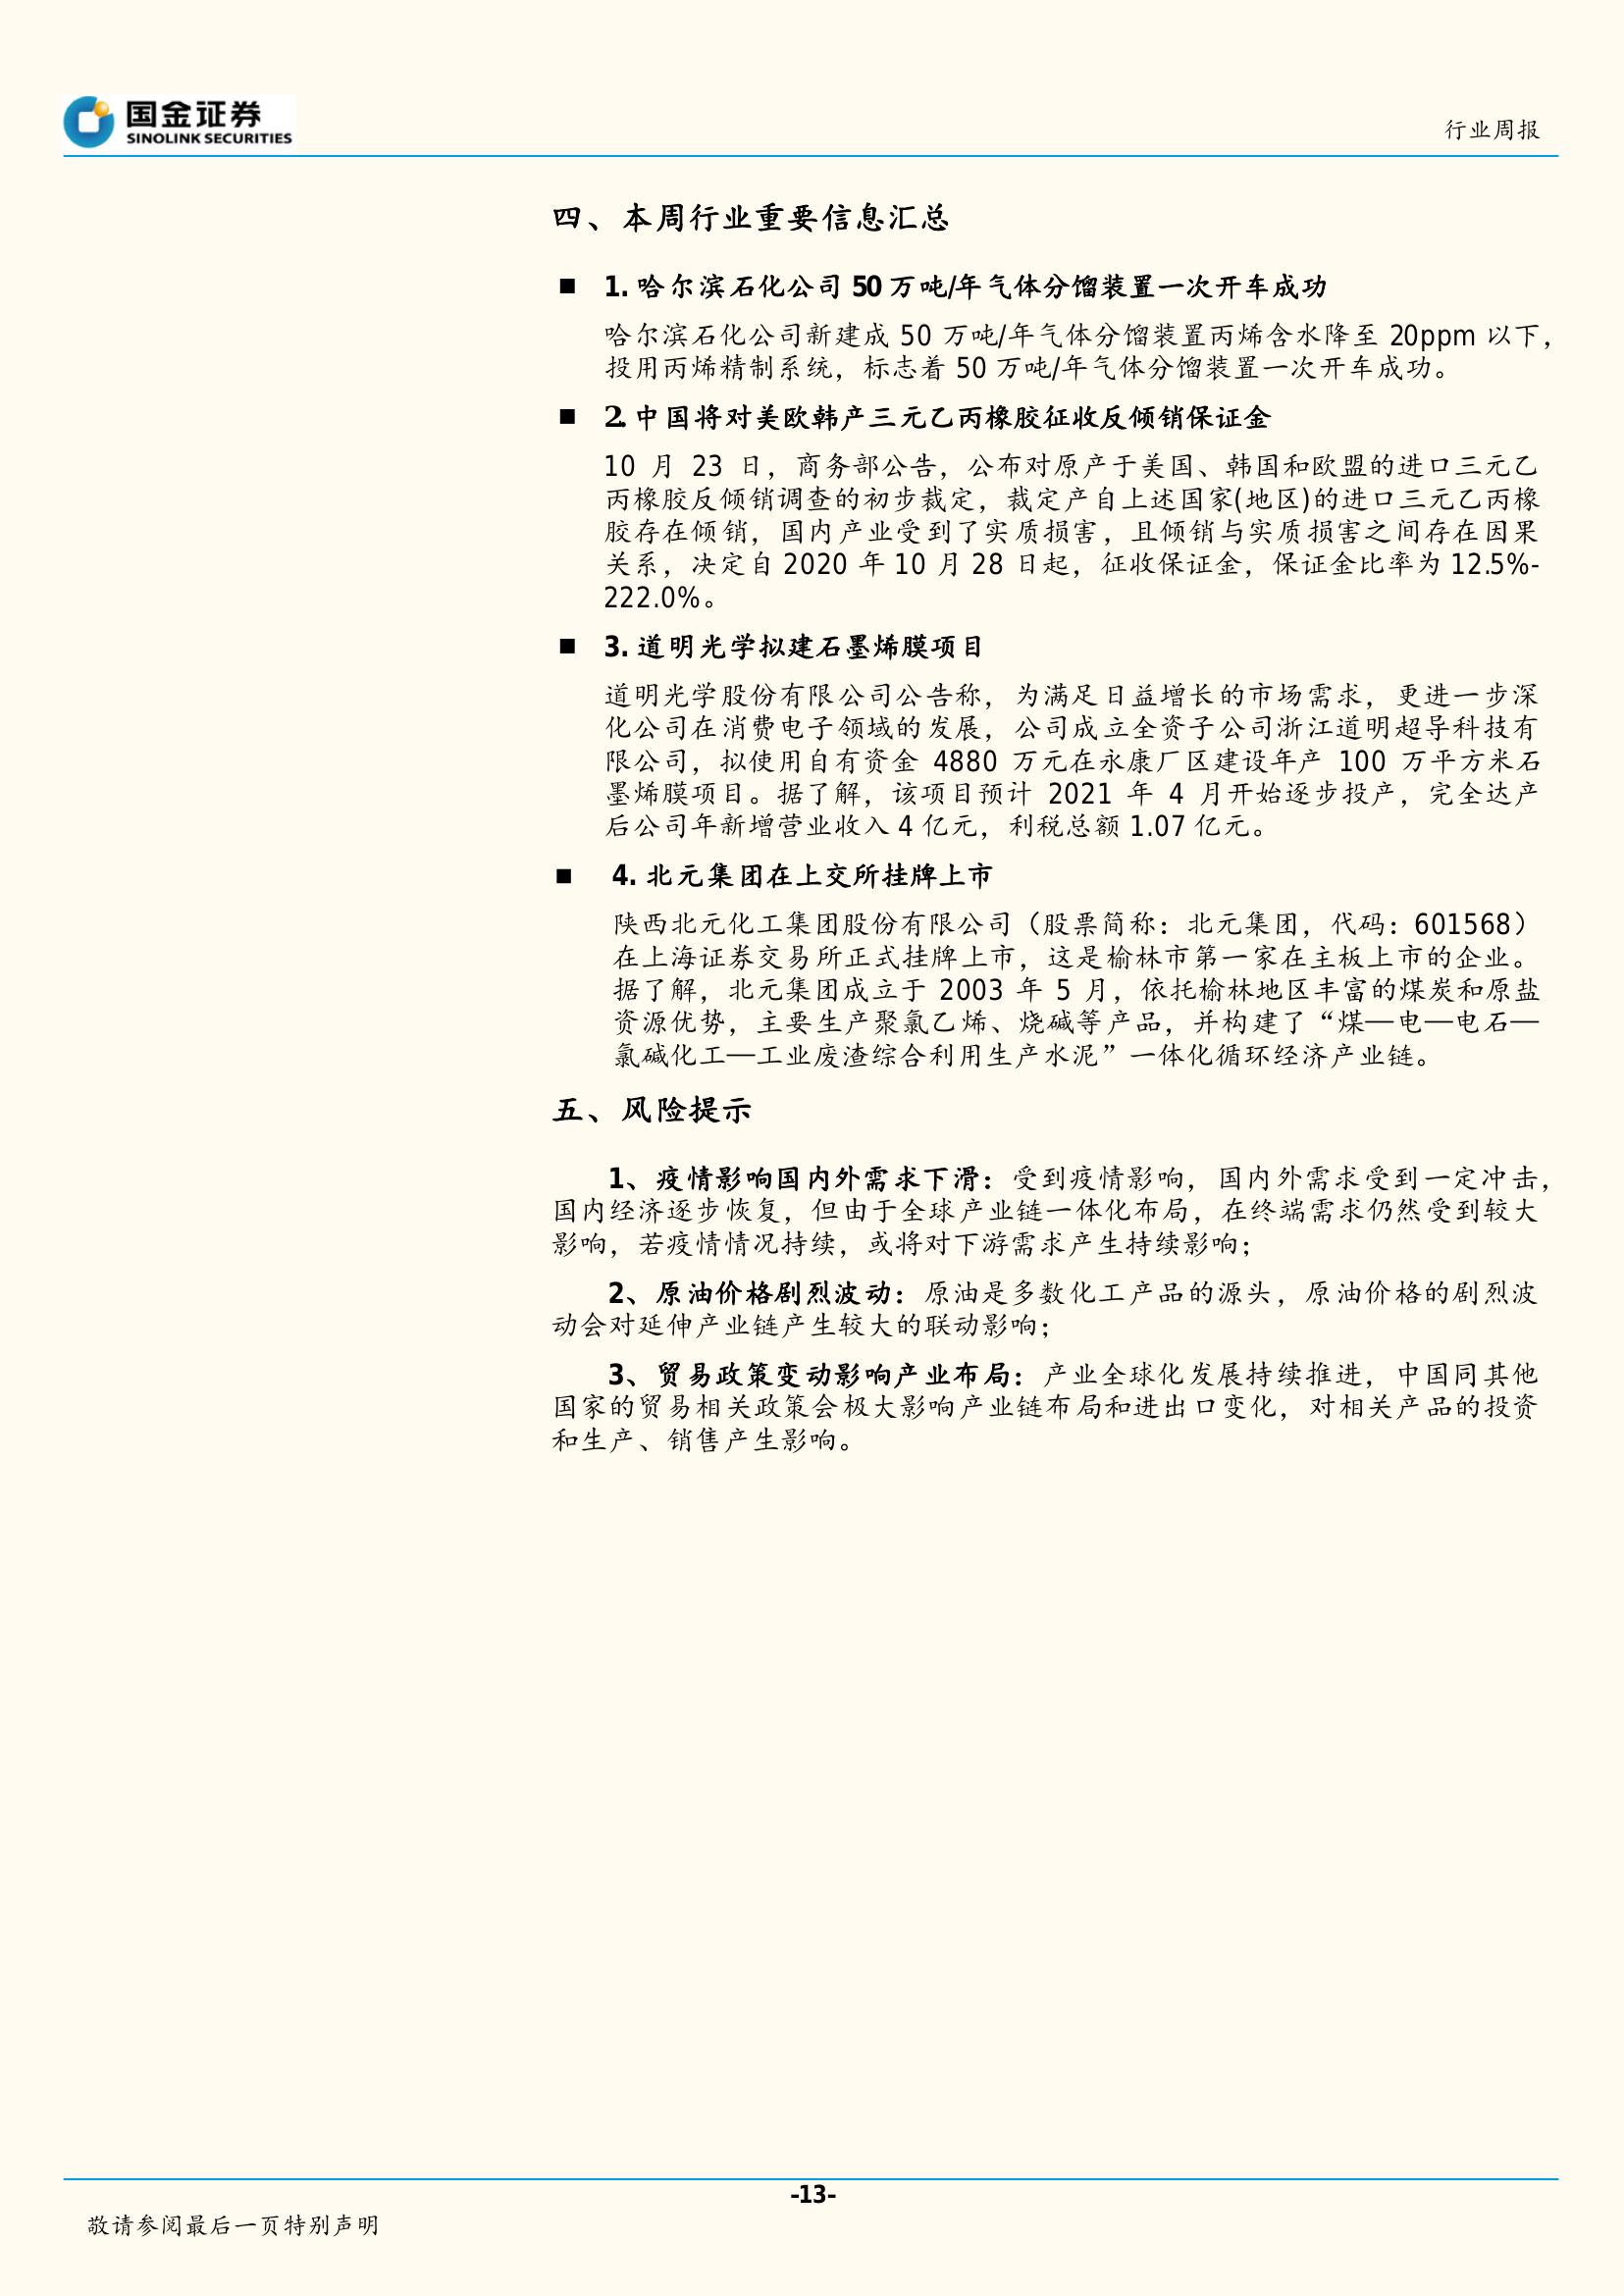 国金证券
SINOLINK SECURITIES
行业周报
四、本周行业重要信息汇总
■ 1. 哈尔滨石化公司 50 万吨/年气体分馏装置一次开车成功
哈尔滨石化公司新建成 50 万吨/年气体分馏装置丙烯含水降至 20ppm 以下，
投用丙烯精制系统，标志着 50 万吨/年气体分馏装置一次开车成功。
■ 2. 中国将对美欧韩产三元乙丙橡胶征收反倾销保证金
10 月 23 日，商务部公告，公布对原产于美国、韩国和欧盟的进口三元乙
丙橡胶反倾销调查的初步裁定，裁定产自上述国家(地区)的进口三元乙丙橡
胶存在倾销，国内产业受到了实质损害，且倾销与实质损害之间存在因果
关系，决定自 2020 年 10 月 28 日起，征收保证金，保证金比率为 12.5%-
222.0%。
■ 3. 道明光学拟建石墨烯膜项目
道明光学股份有限公司公告称，为满足日益增长的市场需求，更进一步深
化公司在消费电子领域的发展，公司成立全资子公司浙江道明超导科技有
限公司，拟使用自有资金 4880 万元在永康厂区建设年产 100 万平方米石
墨烯膜项目。据了解，该项目预计 2021 年 4 月开始逐步投产，完全达产
后公司年新增营业收入 4 亿元，利税总额 1.07 亿元。
■ 4. 北元集团在上交所挂牌上市
陕西北元化工集团股份有限公司（股票简称：北元集团，代码：601568）
在上海证券交易所正式挂牌上市，这是榆林市第一家在主板上市的企业。
据了解，北元集团成立于 2003 年 5 月，依托榆林地区丰富的煤炭和原盐
资源优势，主要生产聚氯乙烯、烧碱等产品，并构建了“煤—电—电石—
氯碱化工—工业废渣综合利用生产水泥”一体化循环经济产业链。
五、风险提示
1、疫情影响国内外需求下滑：受到疫情影响，国内外需求受到一定冲击，
国内经济逐步恢复，但由于全球产业链一体化布局，在终端需求仍然受到较大
影响，若疫情情况持续，或将对下游需求产生持续影响；
2、原油价格剧烈波动：原油是多数化工产品的源头，原油价格的剧烈波
动会对延伸产业链产生较大的联动影响；
3、贸易政策变动影响产业布局：产业全球化发展持续推进，中国同其他
国家的贸易相关政策会极大影响产业链布局和进出口变化，对相关产品的投资
和生产、销售产生影响。
-13-
敬请参阅最后一页特别声明